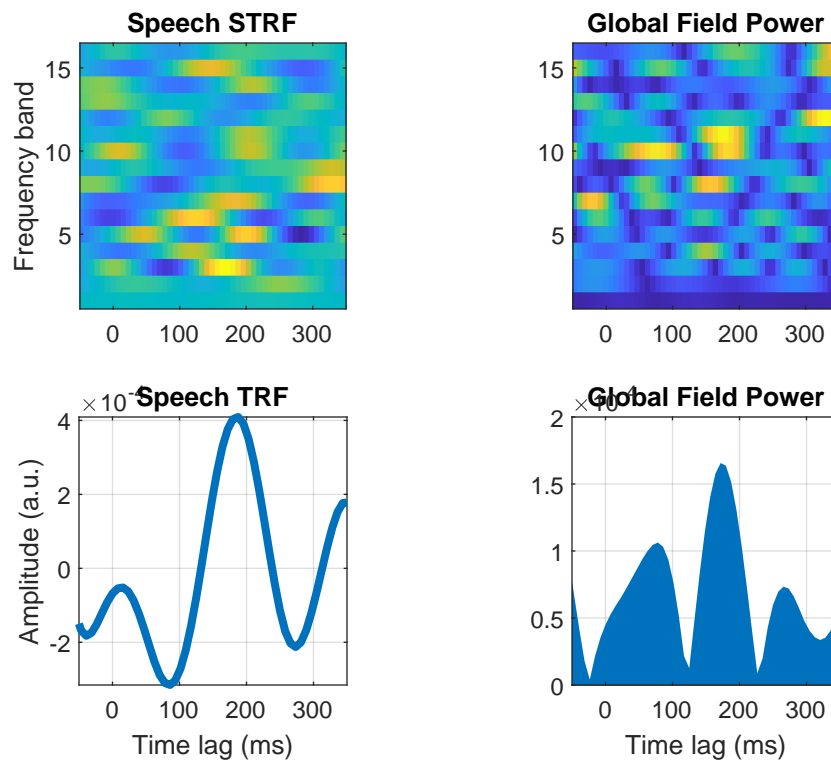 Speech STRF
Frequency band
15
10
5
0 100 200 300
Global Field Power
15
10
5
0 100 200 300
Speech TRF
× 10⁻⁴
Amplitude (a.u.)
4
2
0
-2
0 100 200 300
Time lag (ms)
Global Field Power
2
1.5
1
0.5
0
0 100 200 300
Time lag (ms)